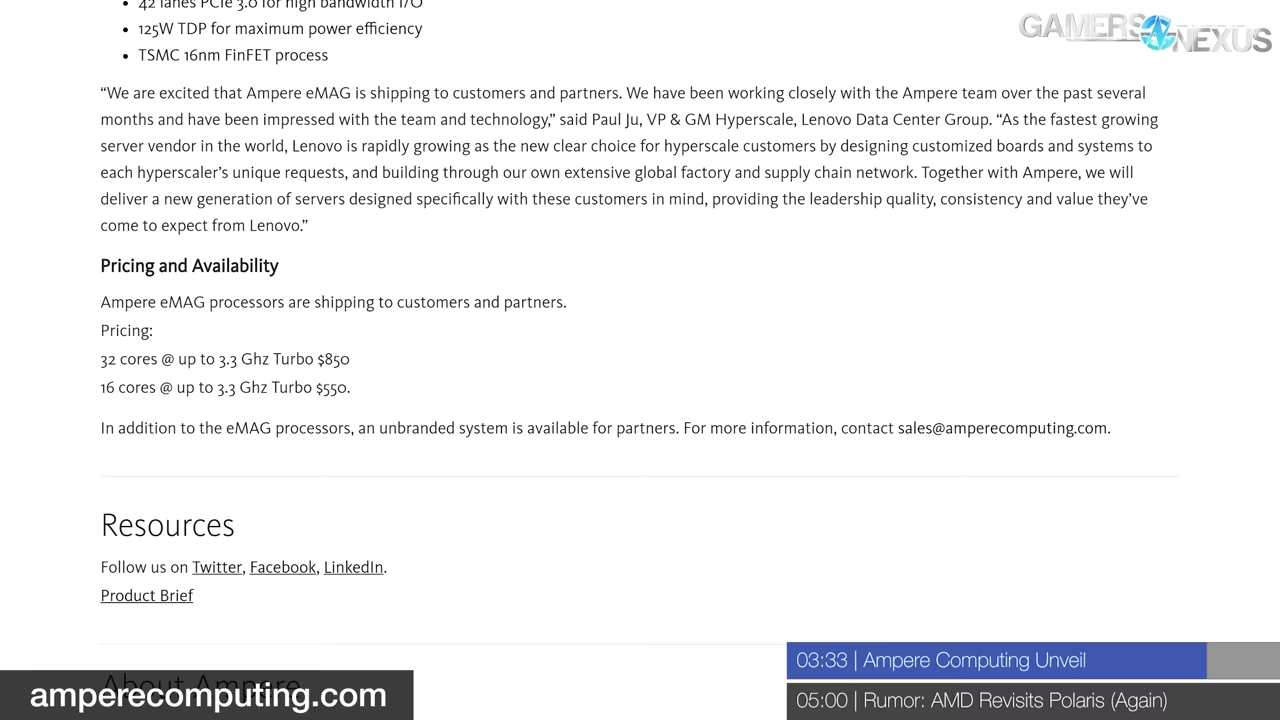 42 lanes PCIe 3.0 for high bandwidth I/O
GAMERS NEXUS
• 125W TDP for maximum power efficiency
• TSMC 16nm FinFET process
“We are excited that Ampere eMAG is shipping to customers and partners. We have been working closely with the Ampere team over the past several
months and have been impressed with the team and technology,” said Paul Ju, VP & GM Hyperscale, Lenovo Data Center Group. “As the fastest growing
server vendor in the world, Lenovo is rapidly growing as the new clear choice for hyperscale customers by designing customized boards and systems to
each hyperscaler’s unique requests, and building through our own extensive global factory and supply chain network. Together with Ampere, we will
deliver a new generation of servers designed specifically with these customers in mind, providing the leadership quality, consistency and value they’ve
come to expect from Lenovo.”
Pricing and Availability
Ampere eMAG processors are shipping to customers and partners.
Pricing:
32 cores @ up to 3.3 Ghz Turbo $850
16 cores @ up to 3.3 Ghz Turbo $550.
In addition to the eMAG processors, an unbranded system is available for partners. For more information, contact sales@amperecomputing.com.
Resources
Follow us on Twitter, Facebook, LinkedIn.
Product Brief
About Ampere
amperecomputing.com
03:33 | Ampere Computing Unveil
05:00 | Rumor: AMD Revisits Polaris (Again)